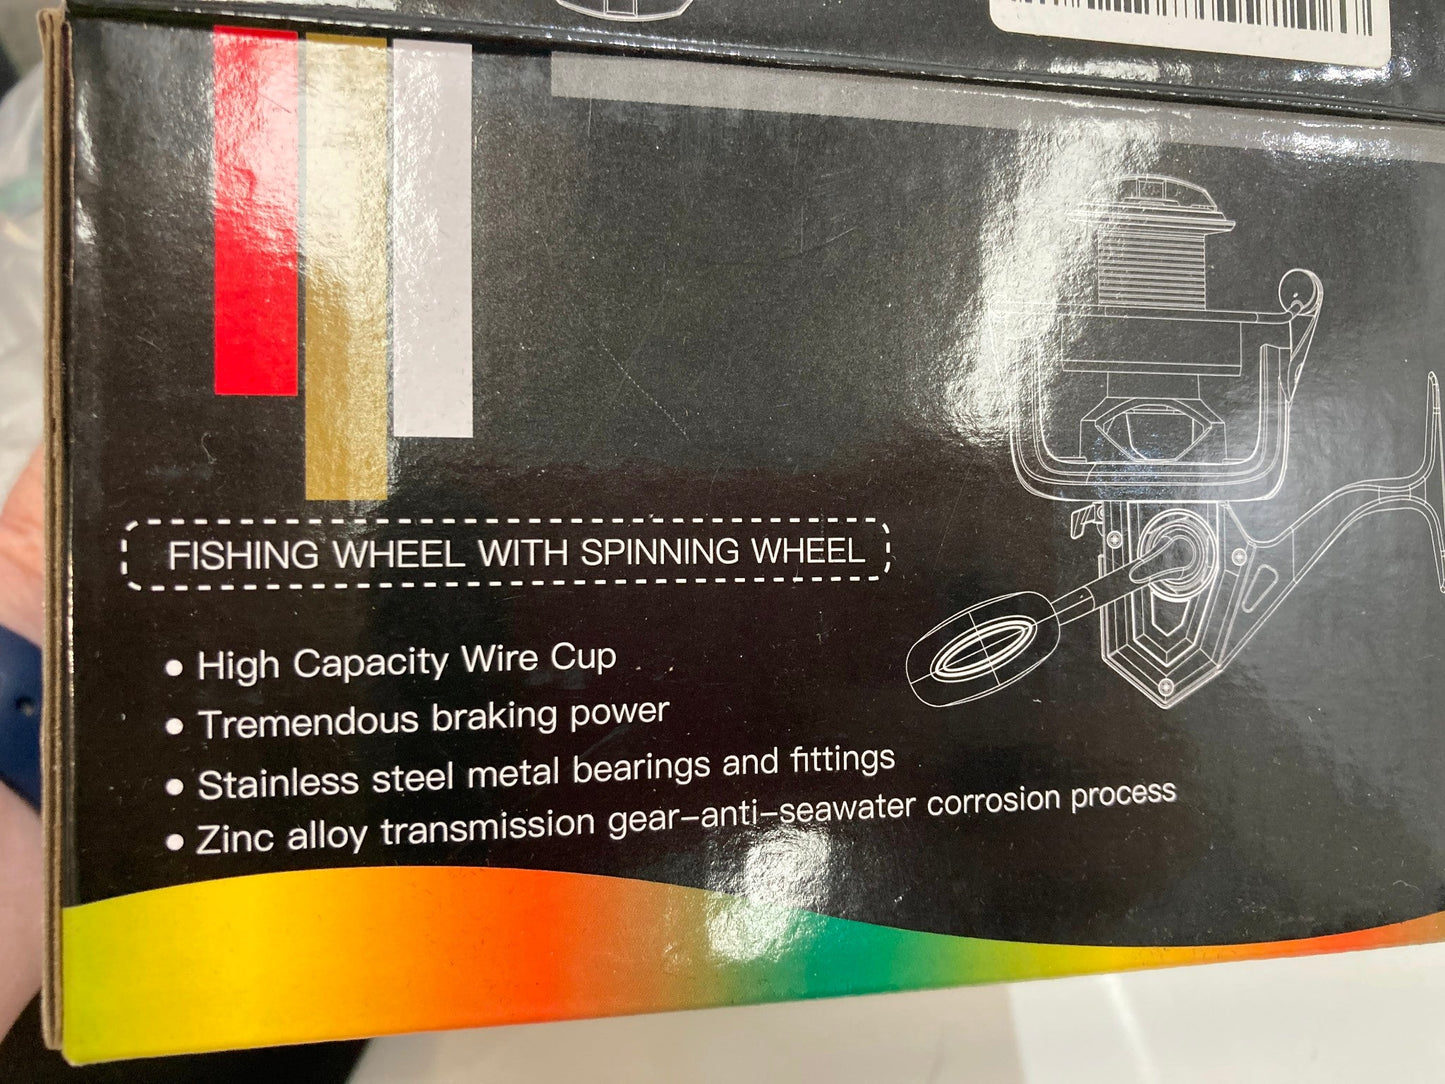 FISHING WHEEL WITH SPINNING WHEEL
• High Capacity Wire Cup
• Tremendous braking power
• Stainless steel metal bearings and fittings
• Zinc alloy transmission gear-anti-seawater corrosion process